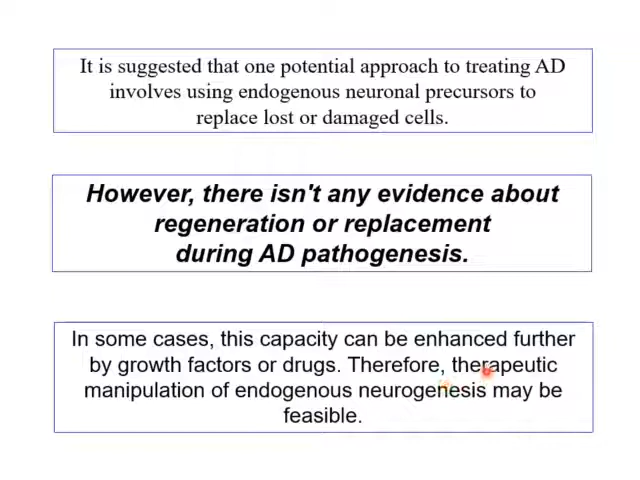 It is suggested that one potential approach to treating AD
involves using endogenous neuronal precursors to
replace lost or damaged cells.
However, there isn't any evidence about
regeneration or replacement
during AD pathogenesis.
In some cases, this capacity can be enhanced further
by growth factors or drugs. Therefore, therapeutic
manipulation of endogenous neurogenesis may be
feasible.